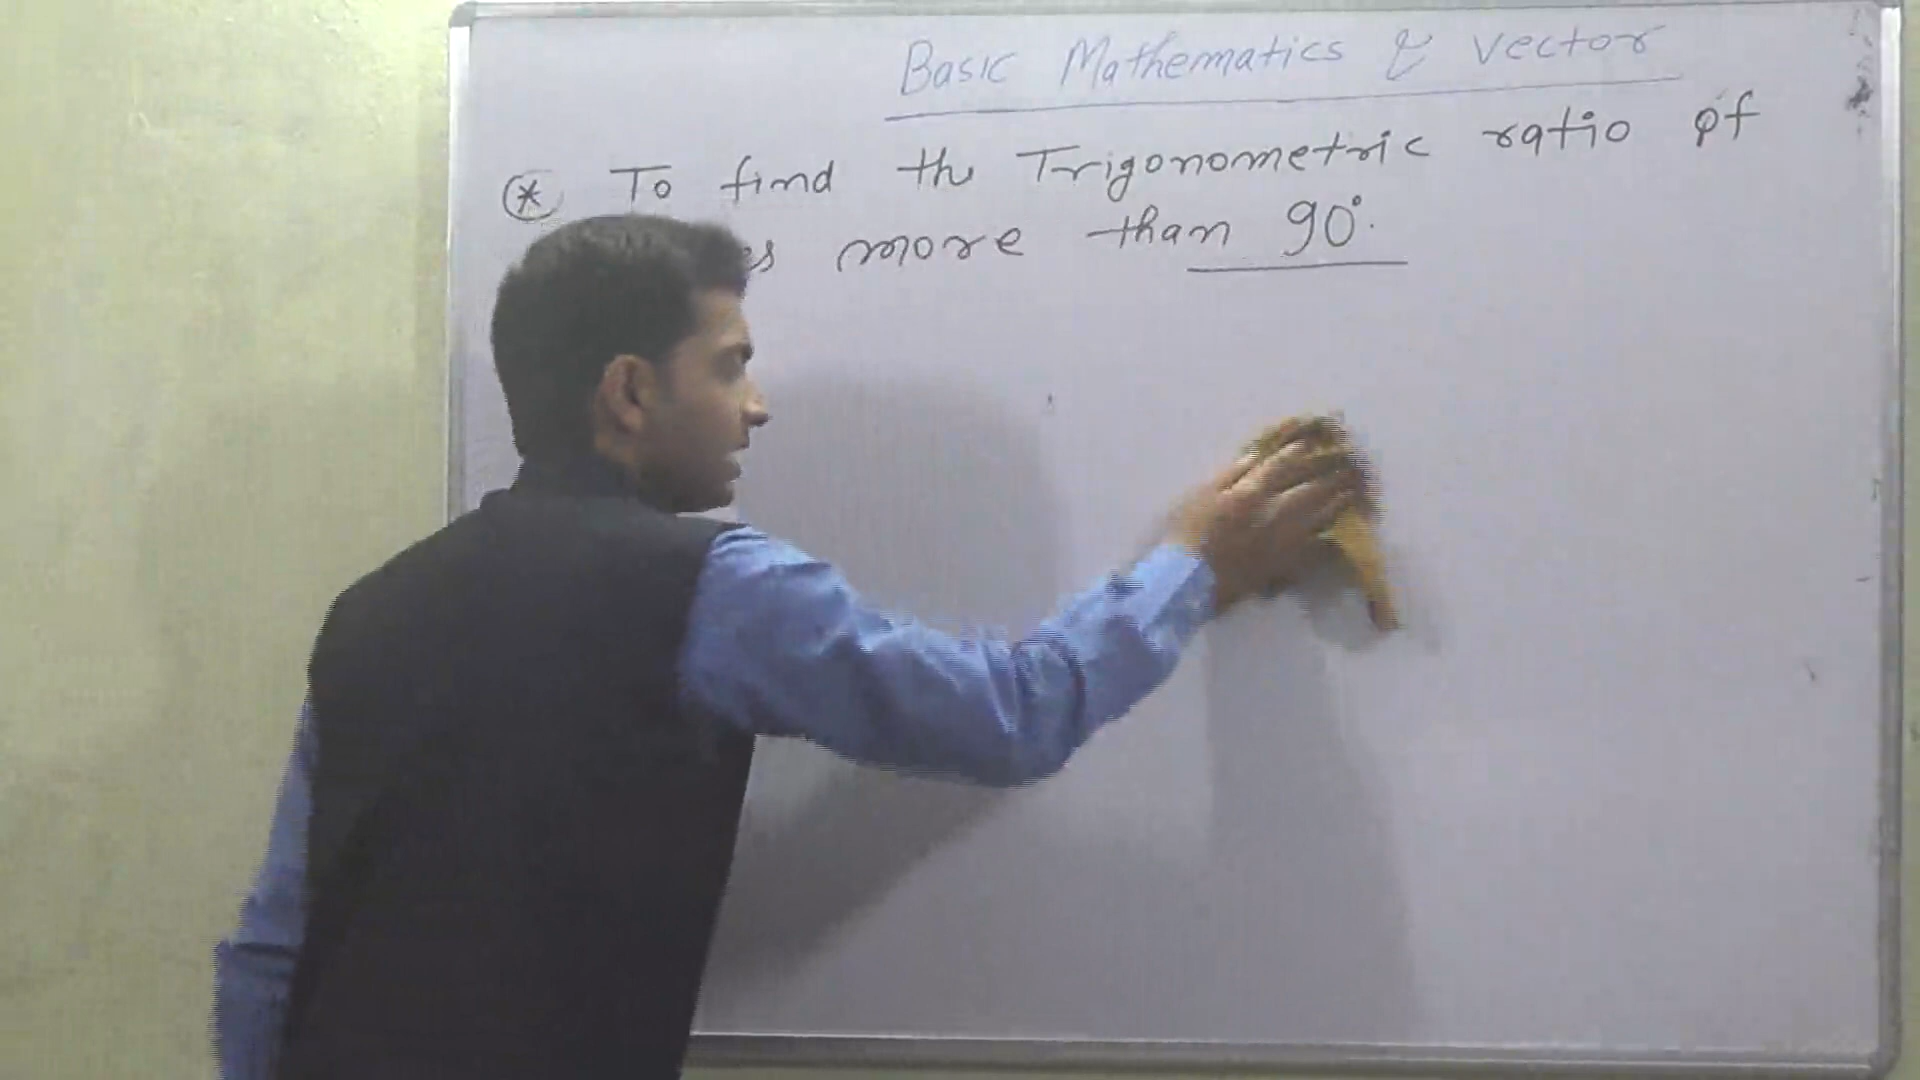 Basic Mathematics & Vector
* To find the Trigonometric ratio of
more than 90°.